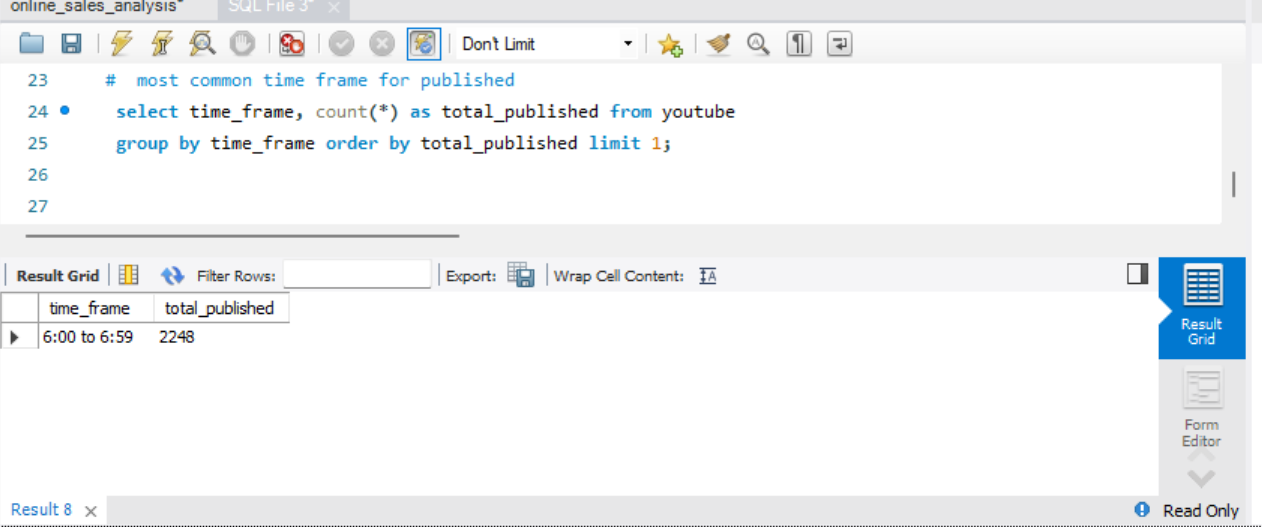 online_sales_analysis*
SQL File 3* ×
Don't Limit
23 # most common time frame for published
24 select time_frame, count(*) as total_published from youtube
25 group by time_frame order by total_published limit 1;
26
27
Result Grid Filter Rows: Export: Wrap Cell Content: IA
time_frame total_published
6:00 to 6:59 2248
Result
Grid
Form
Editor
Result 8 ×
Read Only